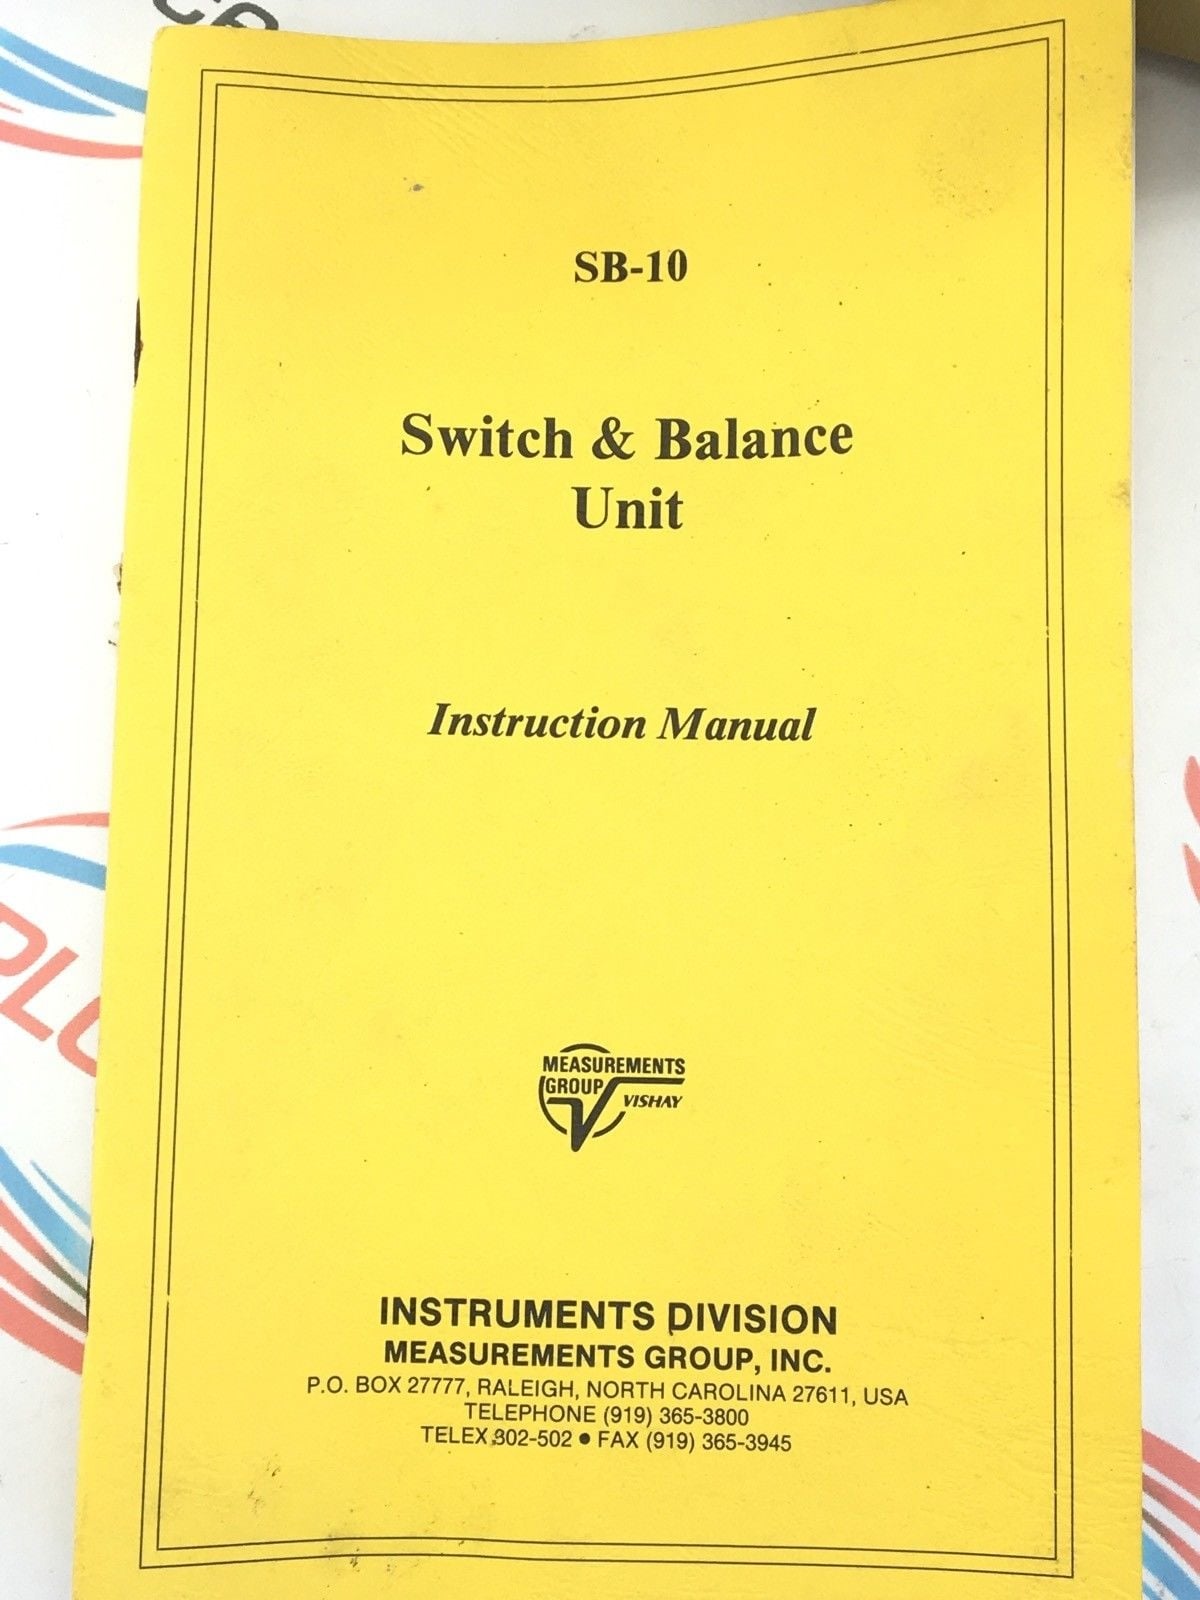 SB-10
Switch & Balance
Unit
Instruction Manual
MEASUREMENTS
GROUP
VISHAY
INSTRUMENTS DIVISION
MEASUREMENTS GROUP, INC.
P.O. BOX 27777, RALEIGH, NORTH CAROLINA 27611, USA
TELEPHONE (919) 365-3800
TELEX 802-502 ● FAX (919) 365-3945